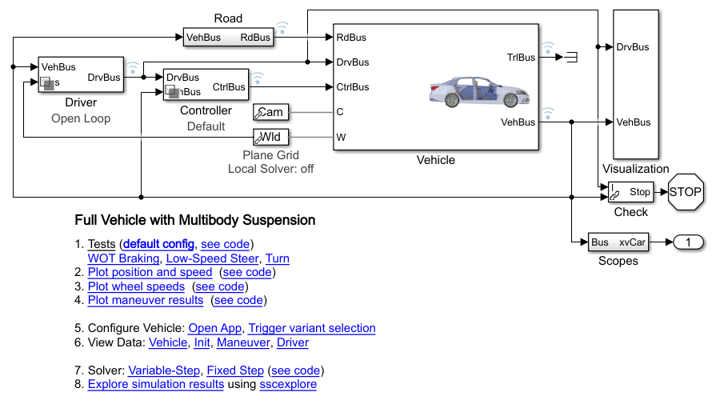 Road
VehBus RdBus
RdBus
DrvBus
CtrlBus
C
W
TrlBus
VehBus
Vehicle
VehBus
DrvBus
Driver
Open Loop
DrvBus
CtrlBus
Controller
Default
Cam
Wld
Plane Grid
Local Solver: off
DrvBus
VehBus
Visualization
Stop
Check
STOP
Bus xvCar
Scopes
1
Full Vehicle with Multibody Suspension
1. Tests (default config, see code)
WOT Braking, Low-Speed Steer, Turn
2. Plot position and speed (see code)
3. Plot wheel speeds (see code)
4. Plot maneuver results (see code)
5. Configure Vehicle: Open App, Trigger variant selection
6. View Data: Vehicle, Init, Maneuver, Driver
7. Solver: Variable-Step, Fixed Step (see code)
8. Explore simulation results using sscexplore